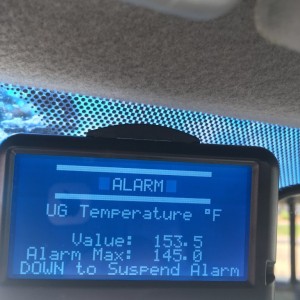 ALARM
UG Temperature °F
Value: 153.5
Alarm Max: 145.0
DOWN to Suspend Alarm